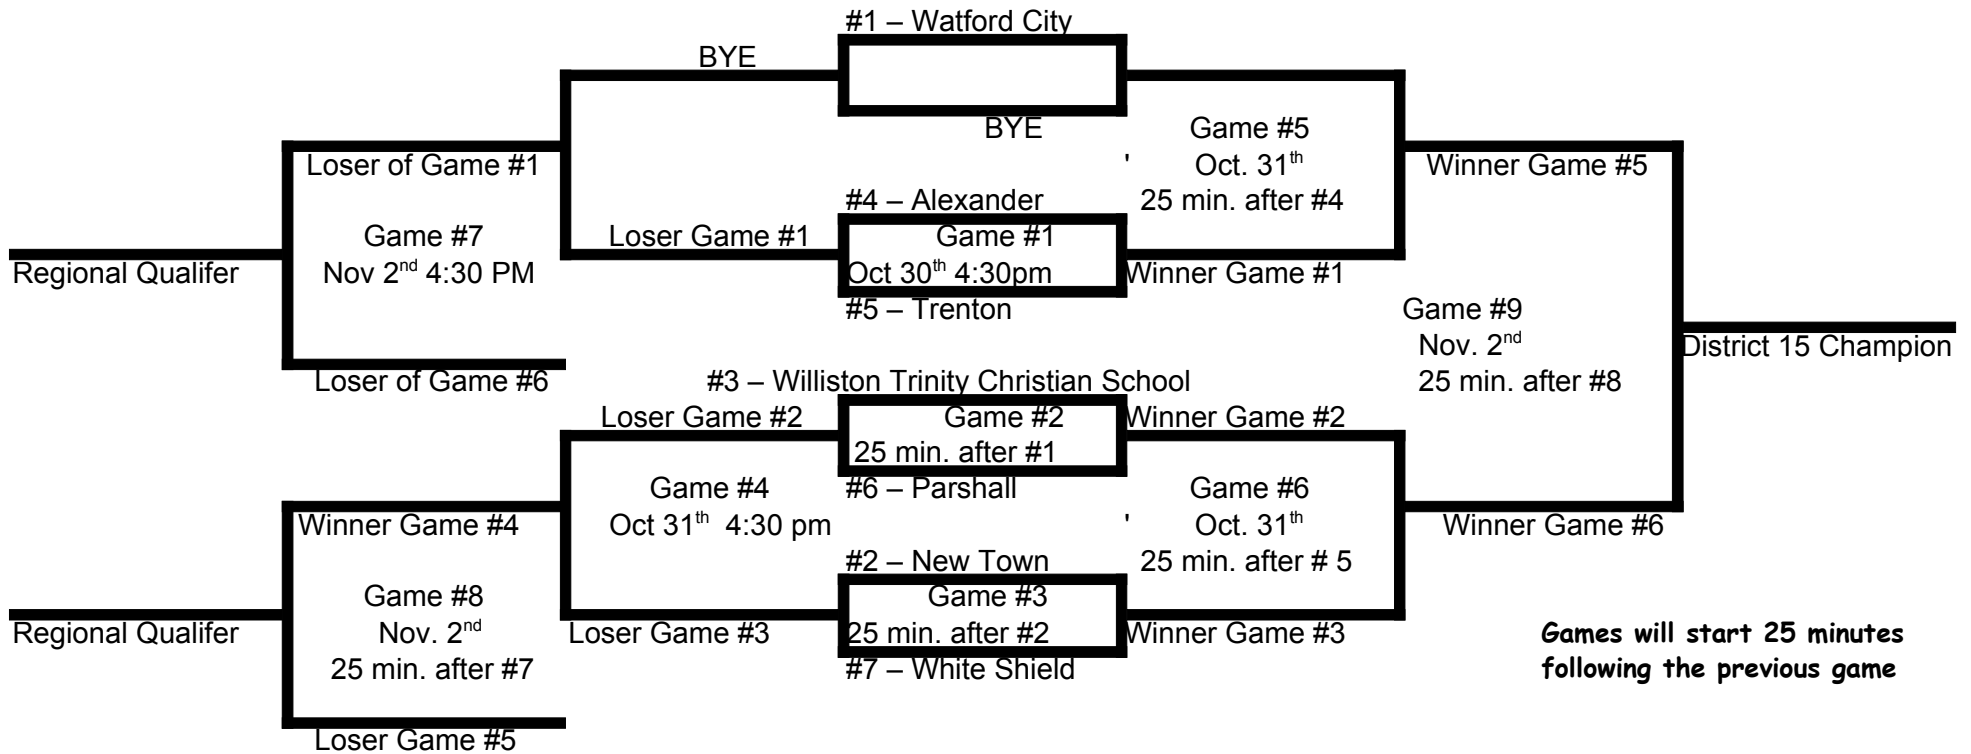 #1 – Watford City
BYE
BYE
Game #5
Loser of Game #1
'
Oct. 31th
Winner Game #5
#4 – Alexander
25 min. after #4
Game #7
Loser Game #1
Game #1
Regional Qualifer
Nov 2nd 4:30 PM
Oct 30th 4:30pm
Winner Game #1
#5 – Trenton
Game #9
Nov. 2nd
District 15 Champion
Loser of Game #6
#3 – Williston Trinity Christian School
25 min. after #8
Loser Game #2
Game #2
Winner Game #2
25 min. after #1
Game #4
#6 – Parshall
Game #6
Winner Game #4
Oct 31th 4:30 pm
'
Oct. 31th
Winner Game #6
#2 – New Town
25 min. after # 5
Game #8
Game #3
Regional Qualifer
Nov. 2nd
Loser Game #3
25 min. after #2
Winner Game #3
Games will start 25 minutes
25 min. after #7
#7 – White Shield
following the previous game
Loser Game #5